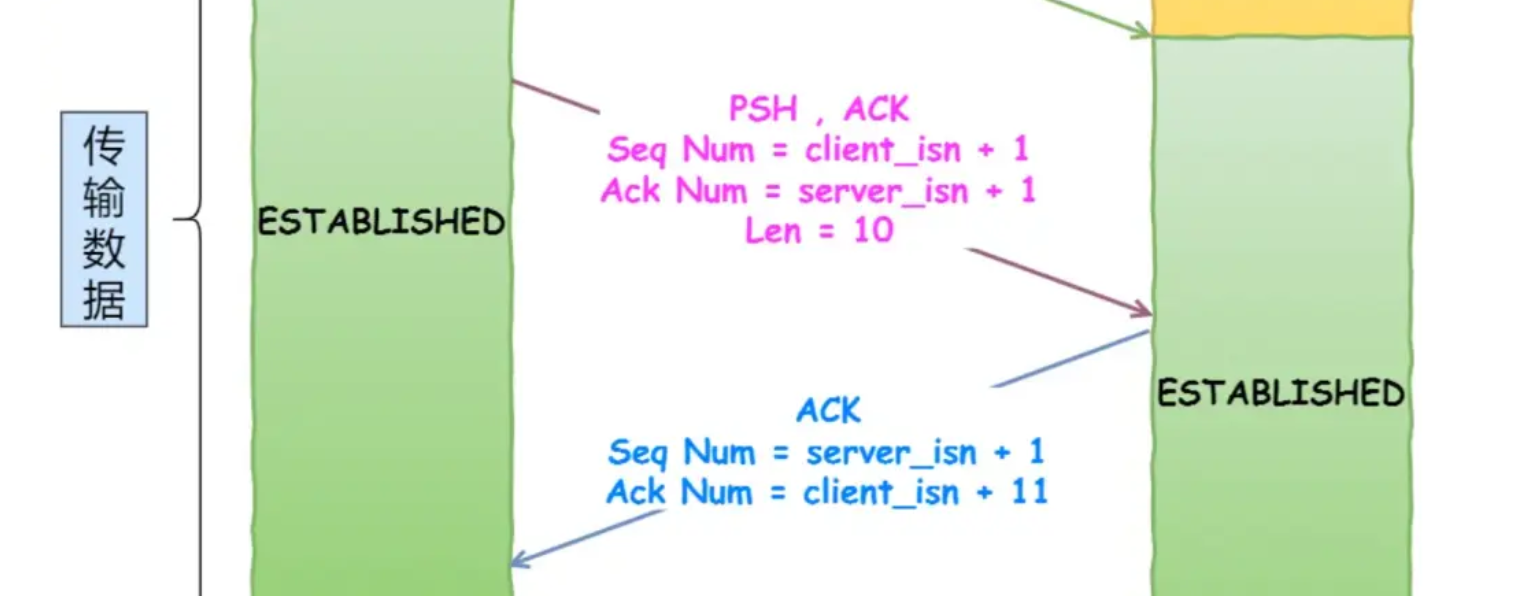 传输数据
ESTABLISHED
PSH , ACK
Seq Num = client_isn + 1
Ack Num = server_isn + 1
Len = 10
ESTABLISHED
ACK
Seq Num = server_isn + 1
Ack Num = client_isn + 11